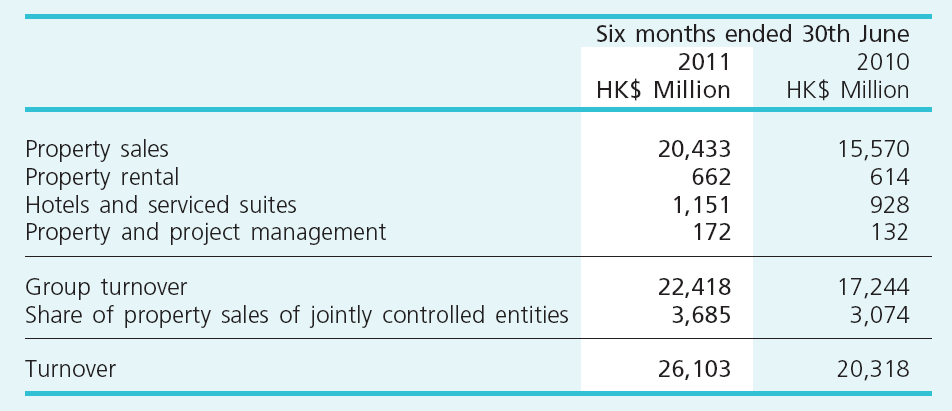 Six months ended 30th June
2011 2010
HK$ Million HK$ Million
Property sales 20,433 15,570
Property rental 662 614
Hotels and serviced suites 1,151 928
Property and project management 172 132
Group turnover 22,418 17,244
Share of property sales of jointly controlled entities 3,685 3,074
Turnover 26,103 20,318